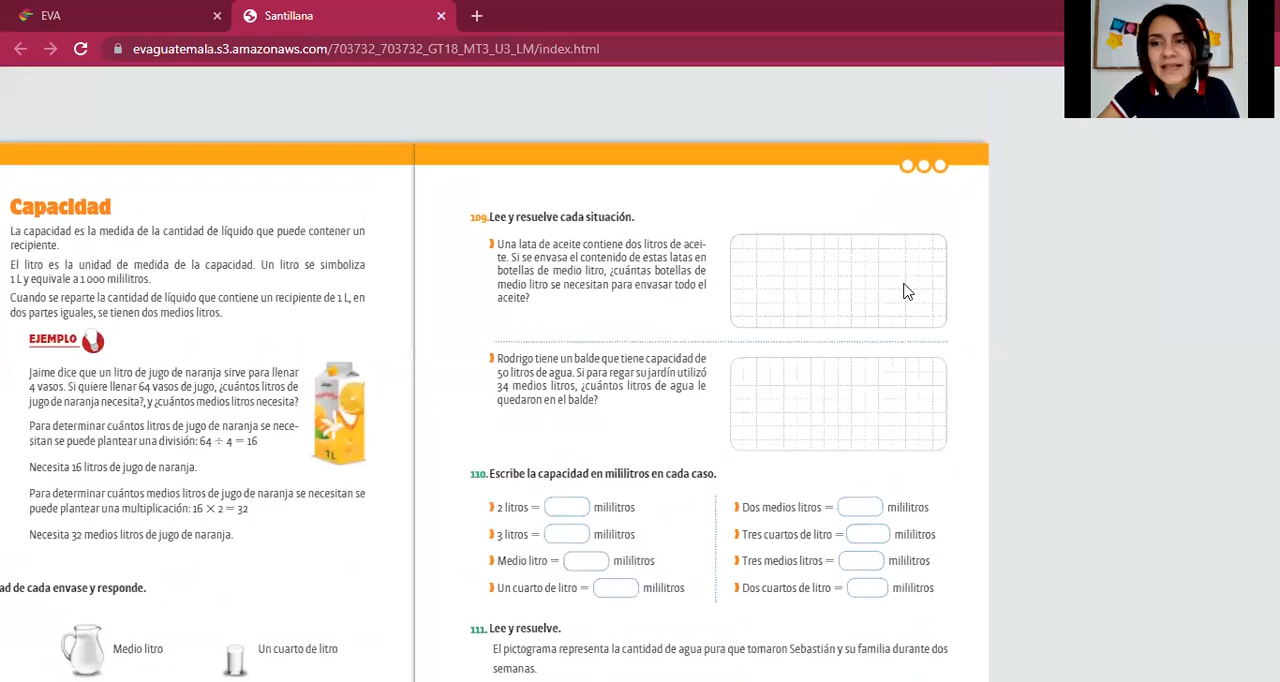 EVA
Santillana
evaguatemala.s3.amazonaws.com/703732_703732_GT18_MT3_U3_LM/index.html
Capacidad
La capacidad es la medida de la cantidad de líquido que puede contener un
recipiente.
El litro es la unidad de medida de la capacidad. Un litro se simboliza
1 L y equivale a 1 000 mililitros.
Cuando se reparte la cantidad de líquido que contiene un recipiente de 1 L, en
dos partes iguales, se tienen dos medios litros.
EJEMPLO
Jaime dice que un litro de jugo de naranja sirve para llenar
4 vasos. Si quiere llenar 64 vasos de jugo, ¿cuántos litros de
jugo de naranja necesita?, y ¿cuántos medios litros necesita?
Para determinar cuántos litros de jugo de naranja se nece-
sitan se puede plantear una división: 64 ÷ 4 = 16
Necesita 16 litros de jugo de naranja.
Para determinar cuántos medios litros de jugo de naranja se necesitan se
puede plantear una multiplicación: 16 × 2 = 32
Necesita 32 medios litros de jugo de naranja.
1 L
ad de cada envase y responde.
Medio litro
Un cuarto de litro
109. Lee y resuelve cada situación.
Una lata de aceite contiene dos litros de acei-
te. Si se envasa el contenido de estas latas en
botellas de medio litro, ¿cuántas botellas de
medio litro se necesitan para envasar todo el
aceite?
Rodrigo tiene un balde que tiene capacidad de
50 litros de agua. Si para regar su jardín utilizó
34 medios litros, ¿cuántos litros de agua le
quedaron en el balde?
110. Escribe la capacidad en mililitros en cada caso.
2 litros = mililitros
3 litros = mililitros
Medio litro = mililitros
Un cuarto de litro = mililitros
Dos medios litros = mililitros
Tres cuartos de litro = mililitros
Tres medios litros = mililitros
Dos cuartos de litro = mililitros
111. Lee y resuelve.
El pictograma representa la cantidad de agua pura que tomaron Sebastián y su familia durante dos
semanas.